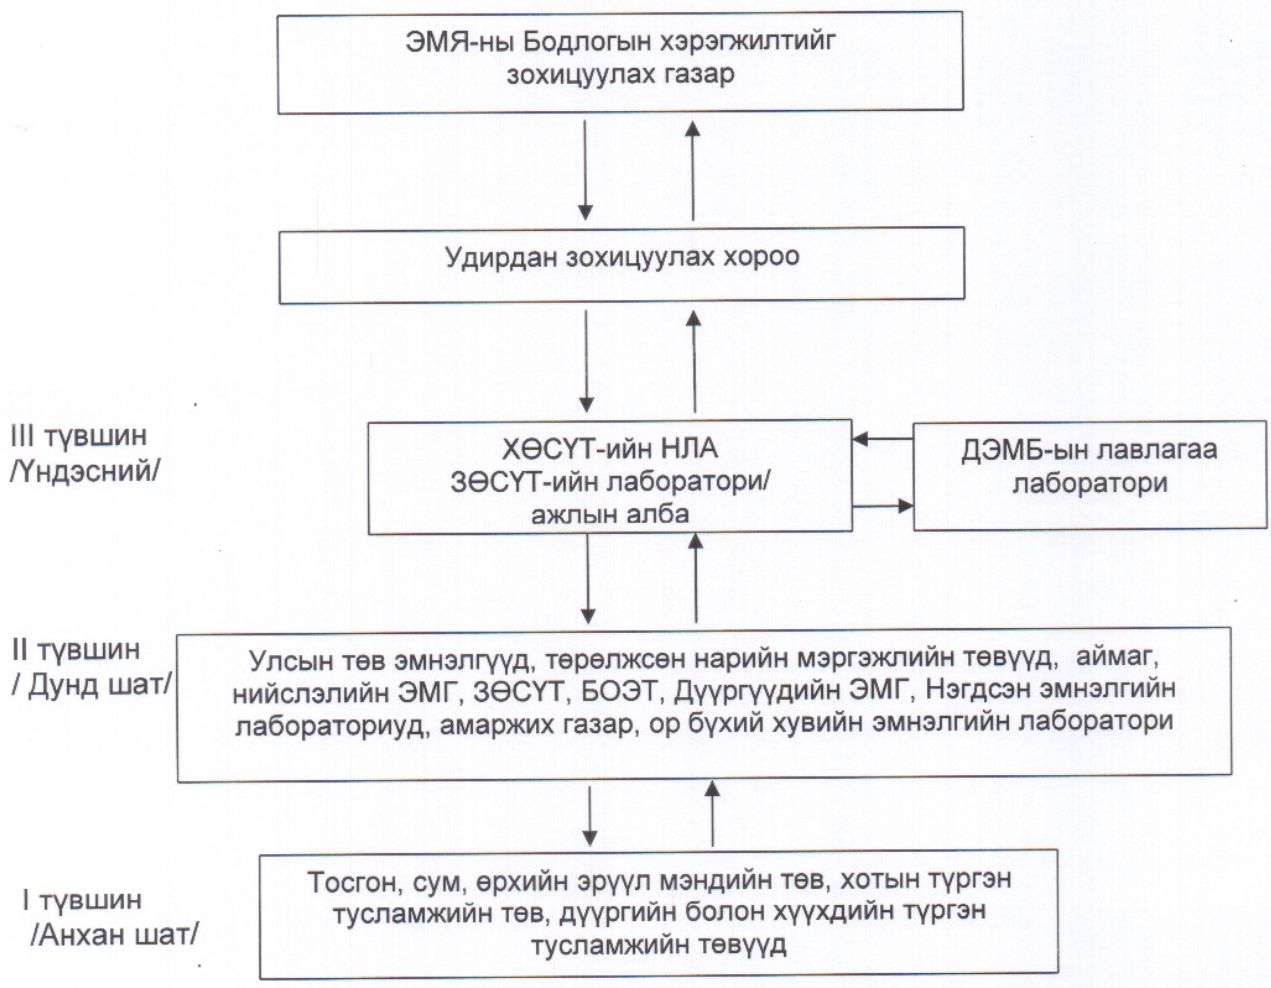 ЭМЯ-ны Бодлогын хэрэгжилтийг
зохицуулах газар
Удирдан зохицуулах хороо
III түвшин
/Үндэсний/
ХӨСҮТ-ийн НЛА
ЗӨСҮТ-ийн лаборатори/
ажлын алба
ДЭМБ-ын лавлагаа
лаборатори
II түвшин
/ Дунд шат/
Улсын төв эмнэлгүүд, төрөлжсөн нарийн мэргэжлийн төвүүд, аймаг,
нийслэлийн ЭМГ, ЗӨСҮТ, БОЭТ, Дүүргүүдийн ЭМГ, Нэгдсэн эмнэлгийн
лабораториуд, амаржих газар, ор бүхий хувийн эмнэлгийн лаборатори
I түвшин
/Анхан шат/
Тосгон, сум, өрхийн эрүүл мэндийн төв, хотын түргэн
тусламжийн төв, дүүргийн болон хүүхдийн түргэн
тусламжийн төвүүд